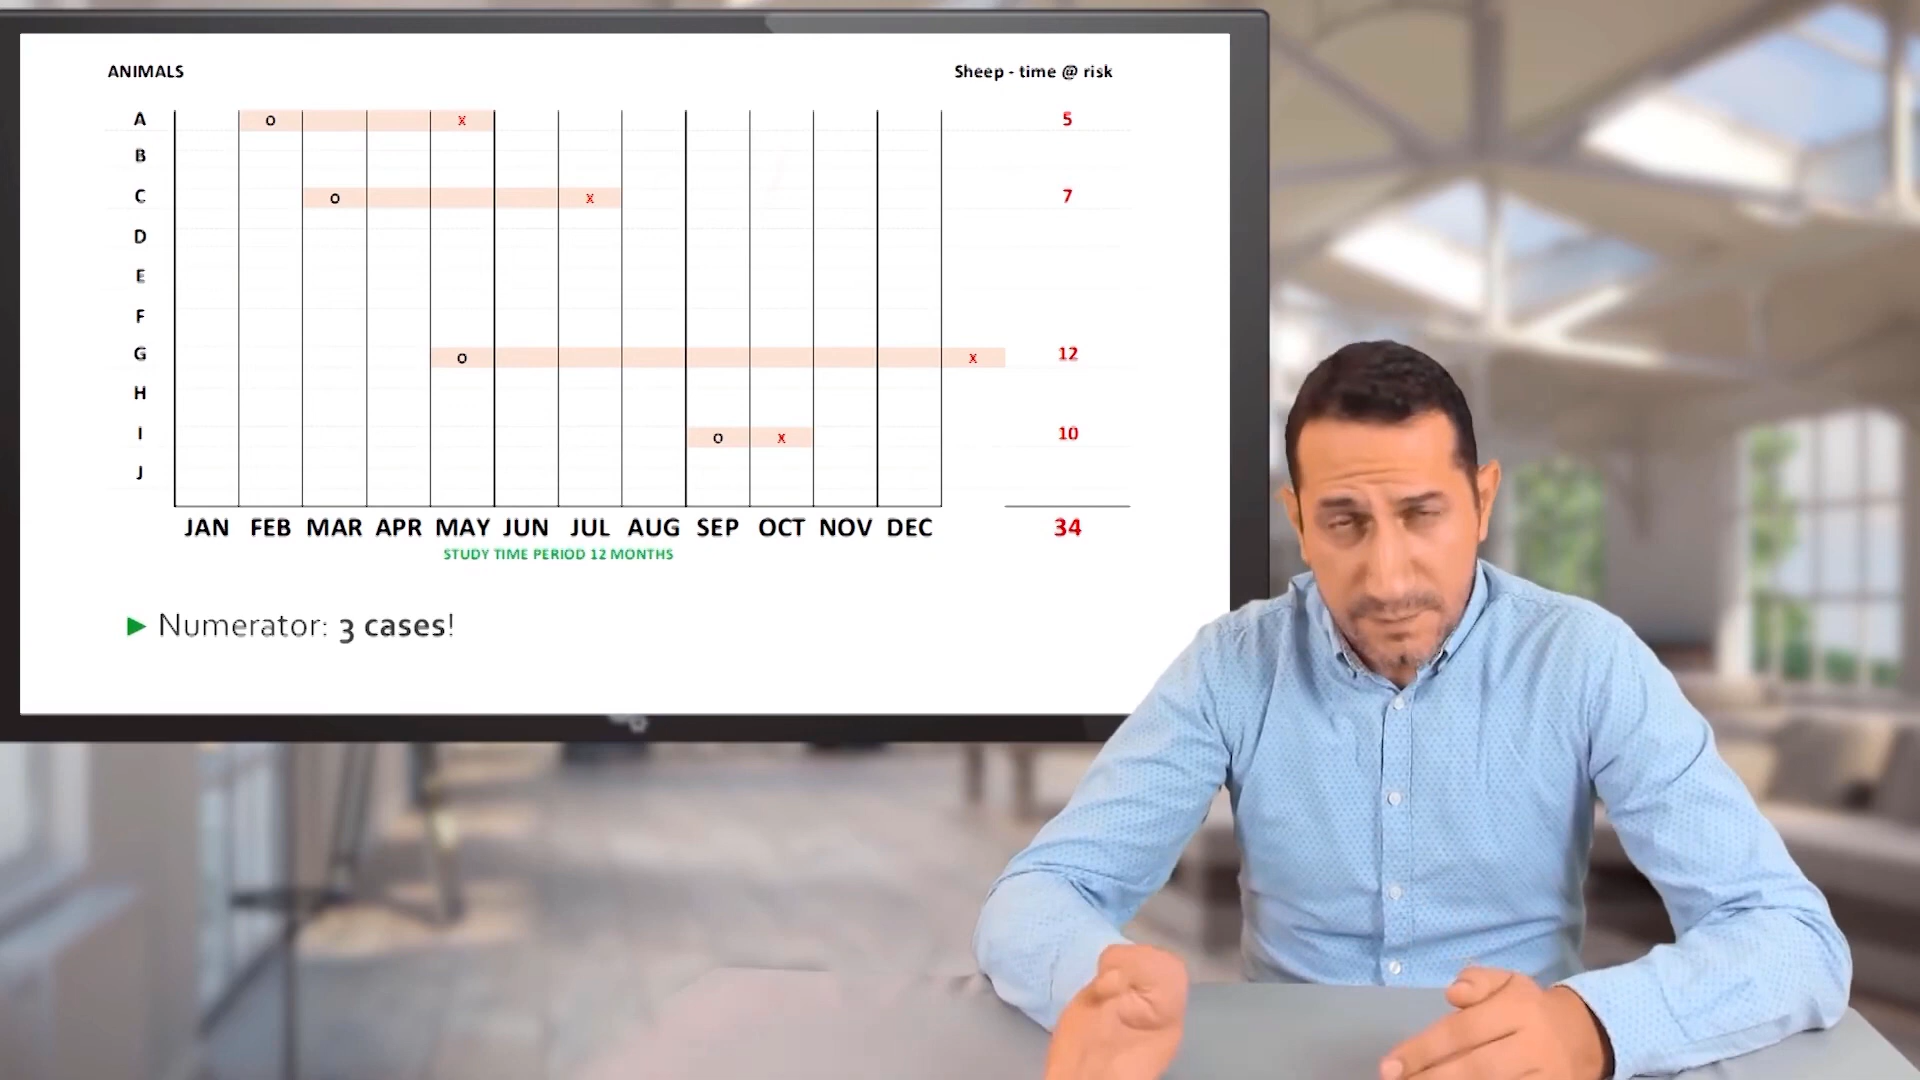 ANIMALS Sheep - time @ risk
A o x 5
B
C o x 7
D
E
F
G o x 12
H
I o x 10
J
JAN FEB MAR APR MAY JUN JUL AUG SEP OCT NOV DEC 34
STUDY TIME PERIOD 12 MONTHS
Numerator: 3 cases!